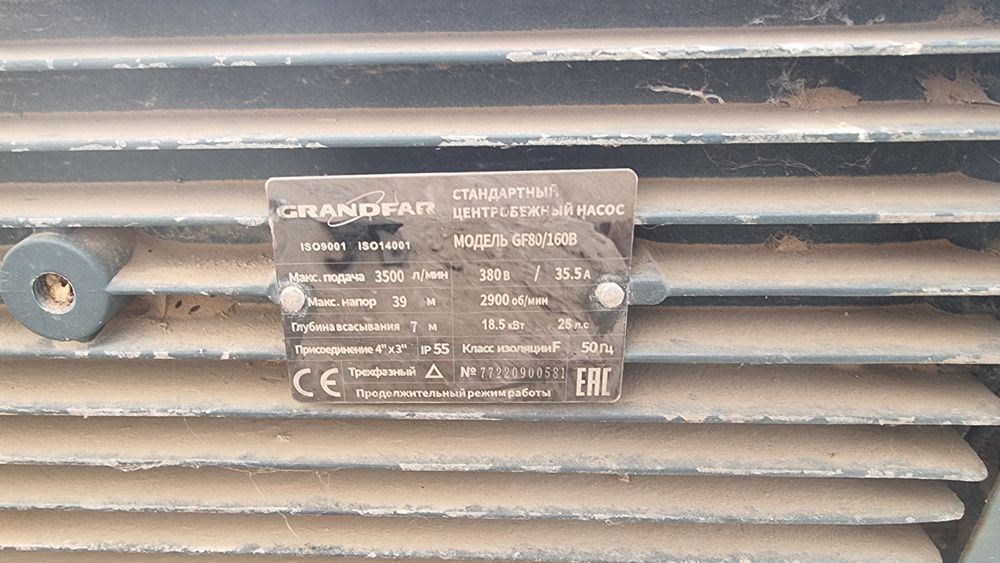 GRANDFAR
СТАНДАРТНЫЙ
ЦЕНТРОБЕЖНЫЙ НАСОС
ISO9001 ISO14001
МОДЕЛЬ GF80/160B
Макс. подача 3500 л/мин
380 В / 35.5 А
Макс. напор 39 м
2900 об/мин
Глубина всасывания 7 м
18.5 кВт 25 л.с
Присоединение 4"x3" IP 55
Класс изоляции F 50 Гц
CE Трехфазный △ № 77220900581 EAC
Продолжительный режим работы